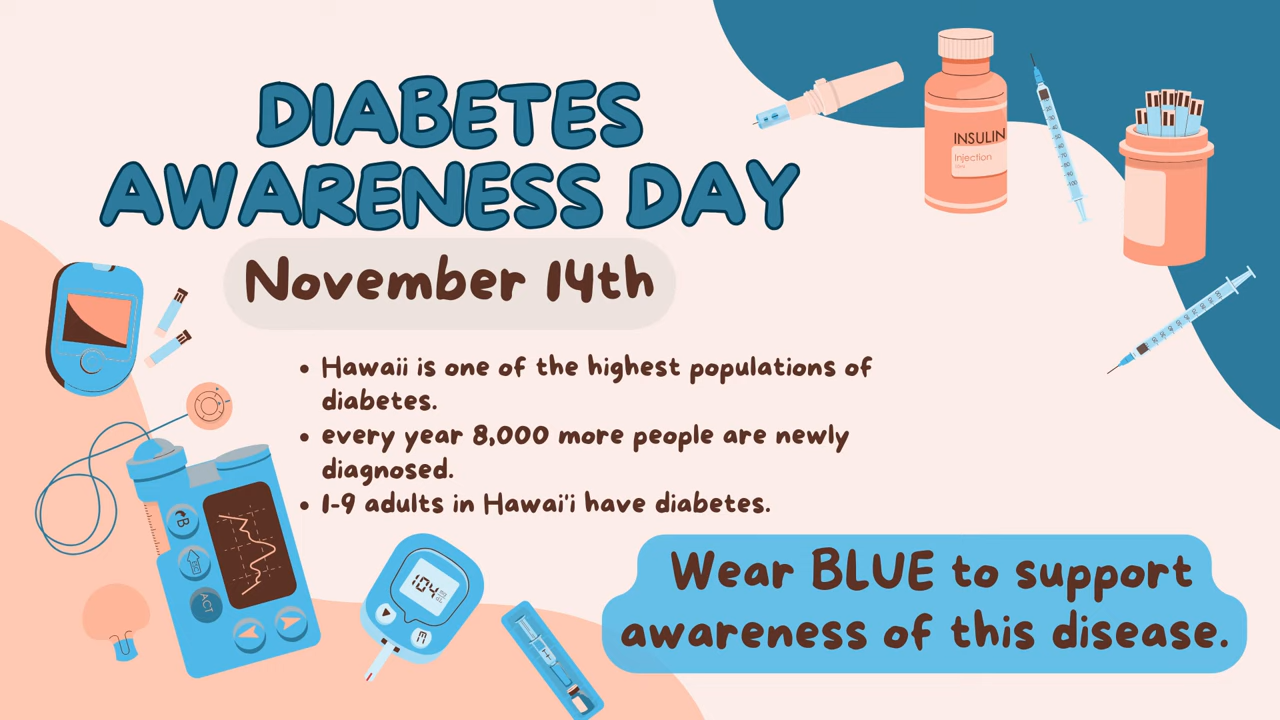 DIABETES
AWARENESS DAY
November 14th
INSULIN
Injection
• Hawaii is one of the highest populations of
diabetes.
• every year 8,000 more people are newly
diagnosed.
• 1-9 adults in Hawai'i have diabetes.
B
ACT
104
Wear BLUE to support
awareness of this disease.